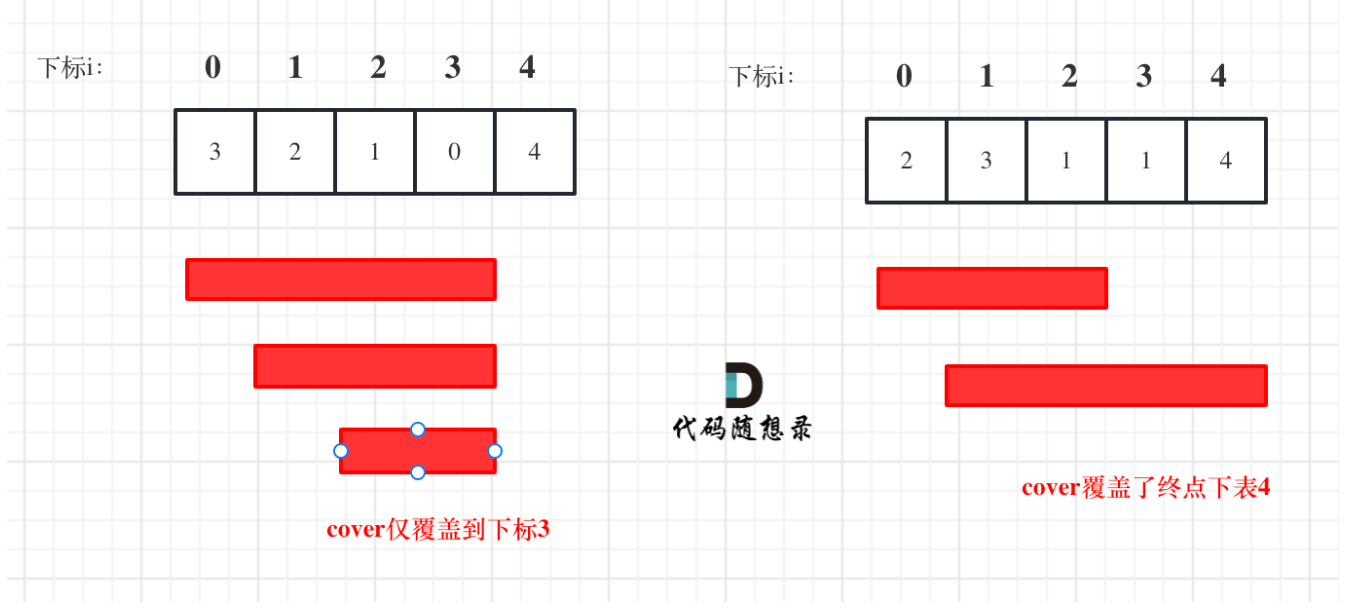 下标i:
0 1 2 3 4
3 2 1 0 4
cover仅覆盖到下标3
下标i:
0 1 2 3 4
2 3 1 1 4
cover覆盖了终点下表4
代码随想录